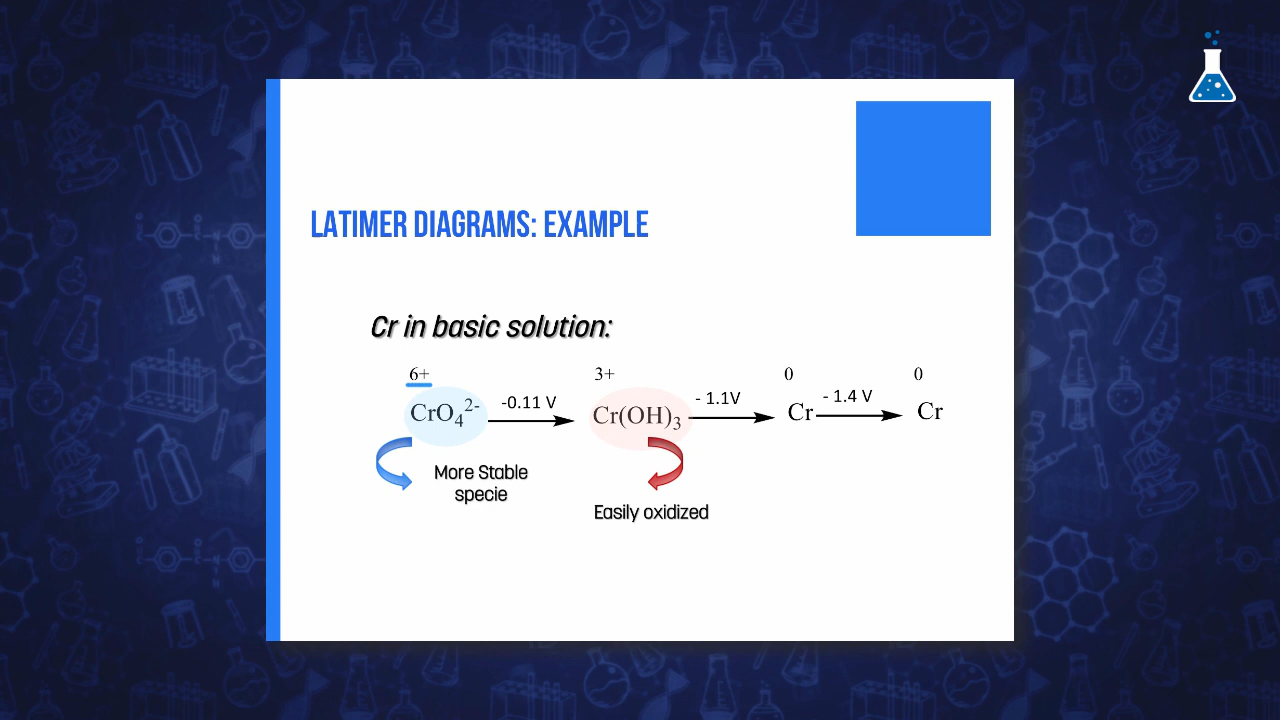 LATIMER DIAGRAMS: EXAMPLE
Cr in basic solution:
6+ 3+ 0 0
CrO₄²⁻ -0.11 V Cr(OH)₃ - 1.1V Cr - 1.4 V Cr
More Stable
specie
Easily oxidized